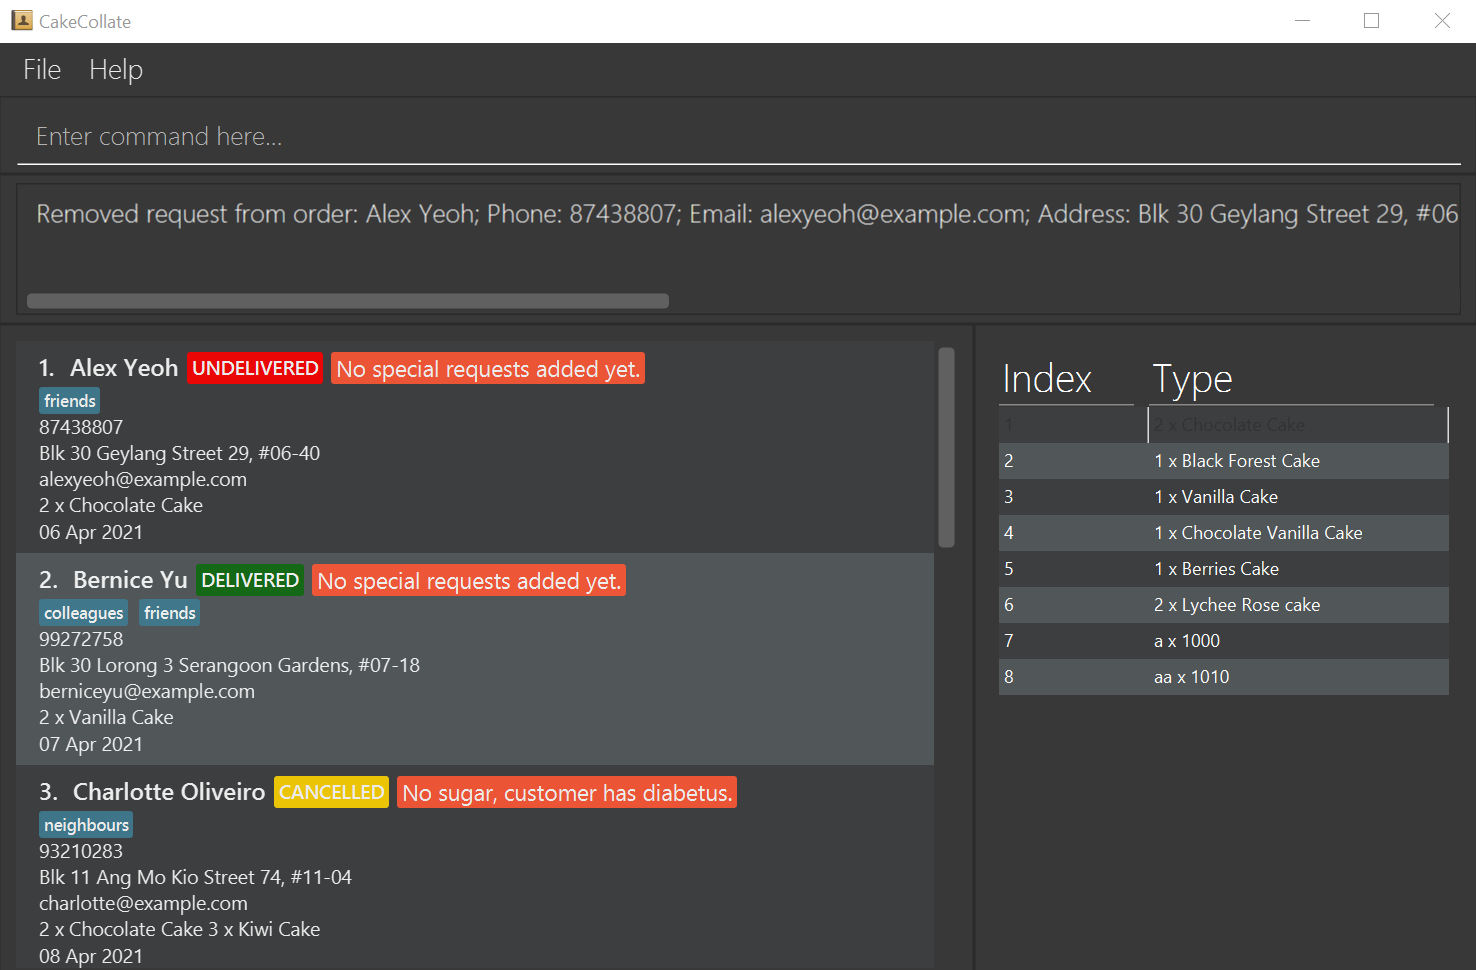 CakeCollate
File Help
Enter command here...
Removed request from order: Alex Yeoh; Phone: 87438807; Email: alexyeoh@example.com; Address: Blk 30 Geylang Street 29, #06
1. Alex Yeoh UNDELIVERED No special requests added yet.
friends
87438807
Blk 30 Geylang Street 29, #06-40
alexyeoh@example.com
2 x Chocolate Cake
06 Apr 2021
2. Bernice Yu DELIVERED No special requests added yet.
colleagues friends
99272758
Blk 30 Lorong 3 Serangoon Gardens, #07-18
berniceyu@example.com
2 x Vanilla Cake
07 Apr 2021
3. Charlotte Oliveiro CANCELLED No sugar, customer has diabetus.
neighbours
93210283
Blk 11 Ang Mo Kio Street 74, #11-04
charlotte@example.com
2 x Chocolate Cake 3 x Kiwi Cake
08 Apr 2021
Index Type
1 2 x Chocolate Cake
2 1 x Black Forest Cake
3 1 x Vanilla Cake
4 1 x Chocolate Vanilla Cake
5 1 x Berries Cake
6 2 x Lychee Rose cake
7 a x 1000
8 aa x 1010